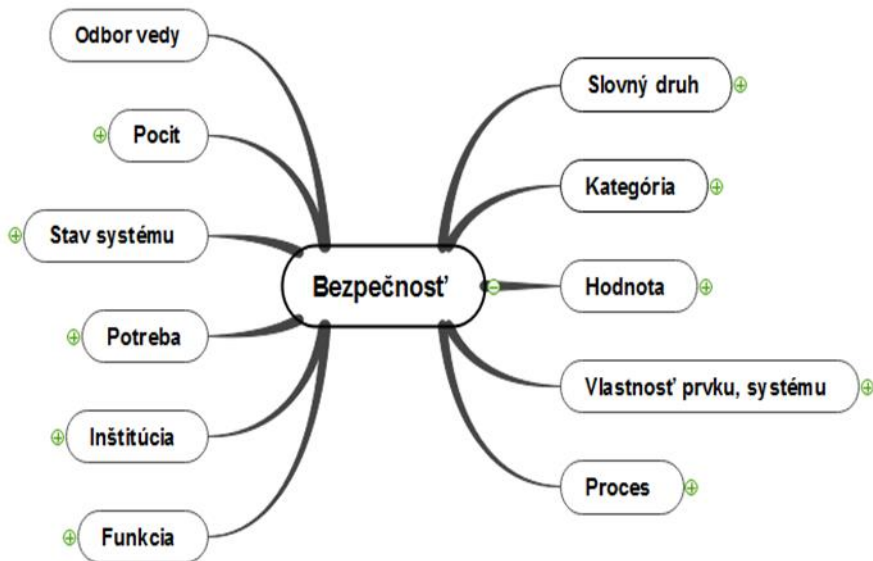 Odbor vedy
Pocit
Stav systému
Potreba
Inštitúcia
Funkcia
Bezpečnosť
Slovný druh
Kategória
Hodnota
Vlastnosť prvku, systému
Proces